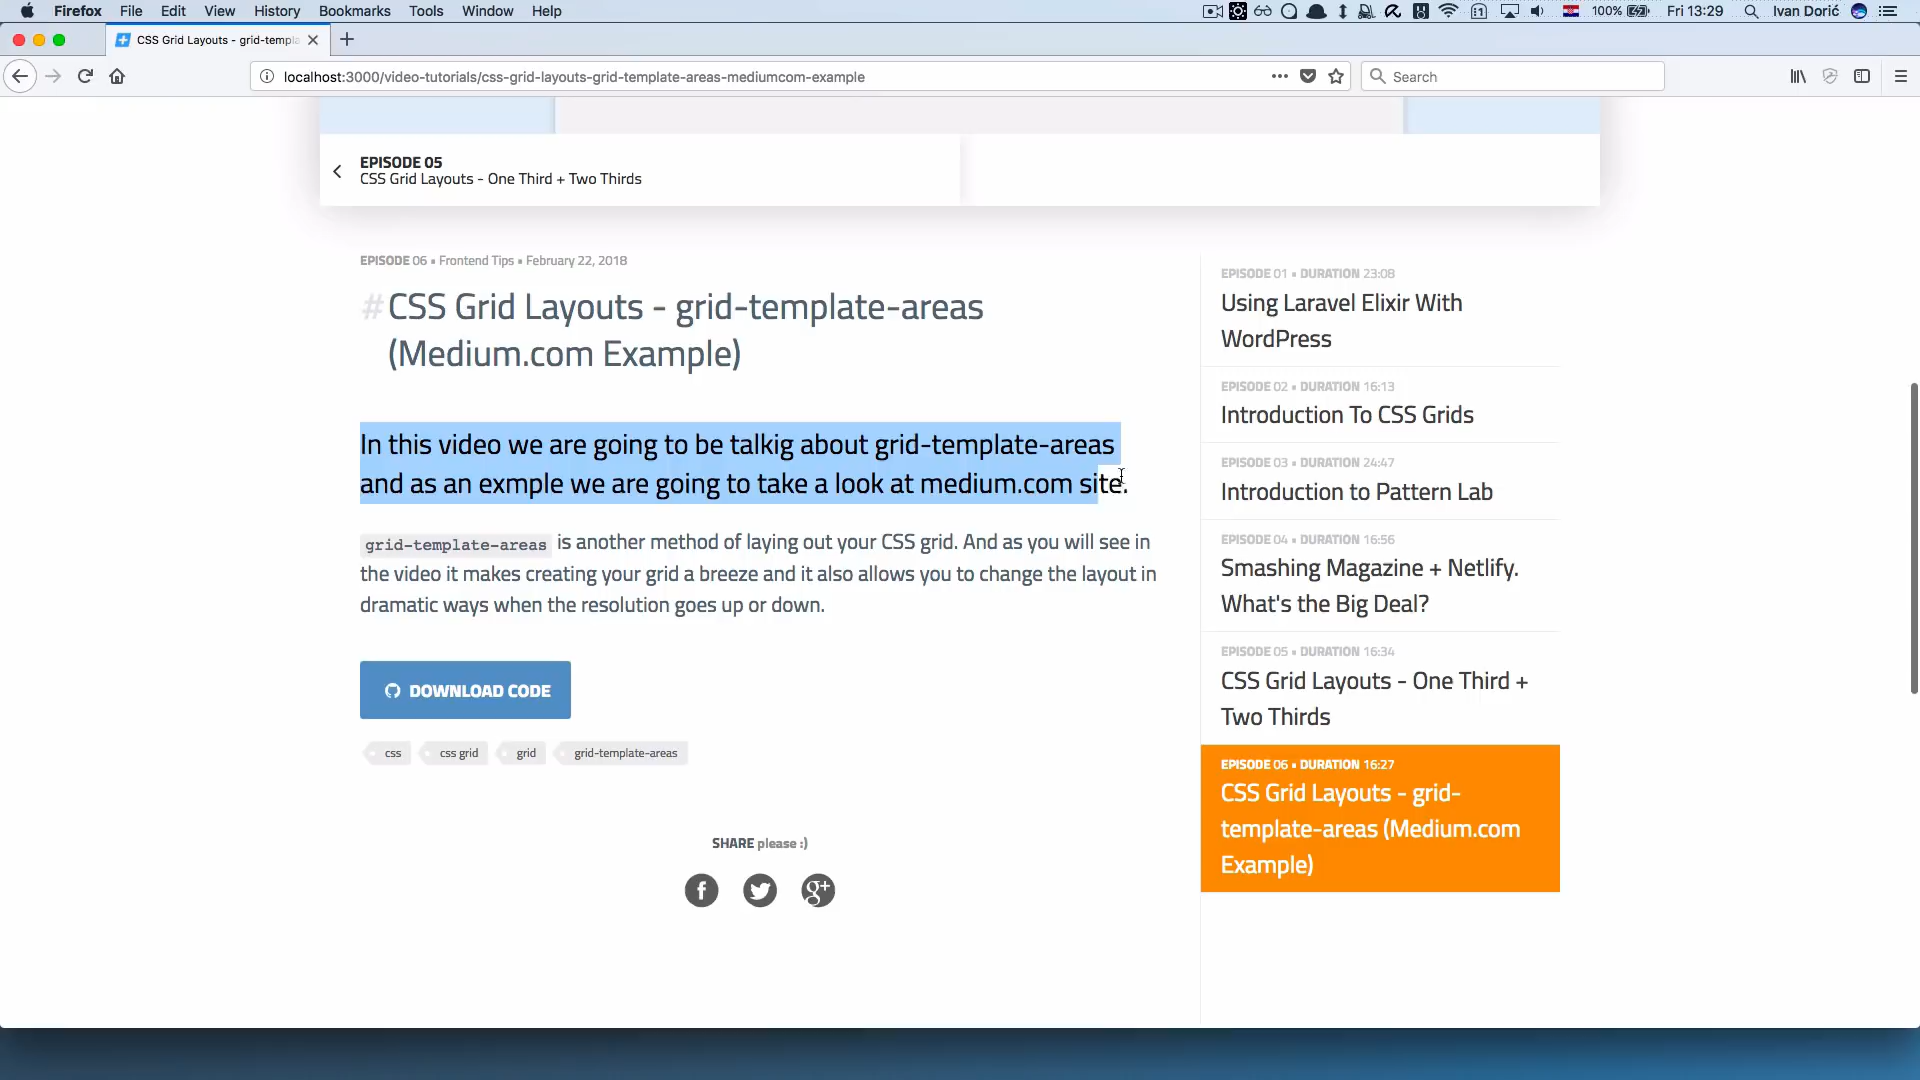 Firefox File Edit View History Bookmarks Tools Window Help 100% Fri 13:29 Ivan Dorić
CSS Grid Layouts - grid-templa
localhost:3000/video-tutorials/css-grid-layouts-grid-template-areas-mediumcom-example Search
EPISODE 05
CSS Grid Layouts - One Third + Two Thirds
EPISODE 06 • Frontend Tips • February 22, 2018
#CSS Grid Layouts - grid-template-areas
(Medium.com Example)
In this video we are going to be talkig about grid-template-areas
and as an exmple we are going to take a look at medium.com site.
grid-template-areas is another method of laying out your CSS grid. And as you will see in
the video it makes creating your grid a breeze and it also allows you to change the layout in
dramatic ways when the resolution goes up or down.
DOWNLOAD CODE
css css grid grid grid-template-areas
SHARE please :)
f g+
EPISODE 01 • DURATION 23:08
Using Laravel Elixir With
WordPress
EPISODE 02 • DURATION 16:13
Introduction To CSS Grids
EPISODE 03 • DURATION 24:47
Introduction to Pattern Lab
EPISODE 04 • DURATION 16:56
Smashing Magazine + Netlify.
What's the Big Deal?
EPISODE 05 • DURATION 16:34
CSS Grid Layouts - One Third +
Two Thirds
EPISODE 06 • DURATION 16:27
CSS Grid Layouts - grid-
template-areas (Medium.com
Example)